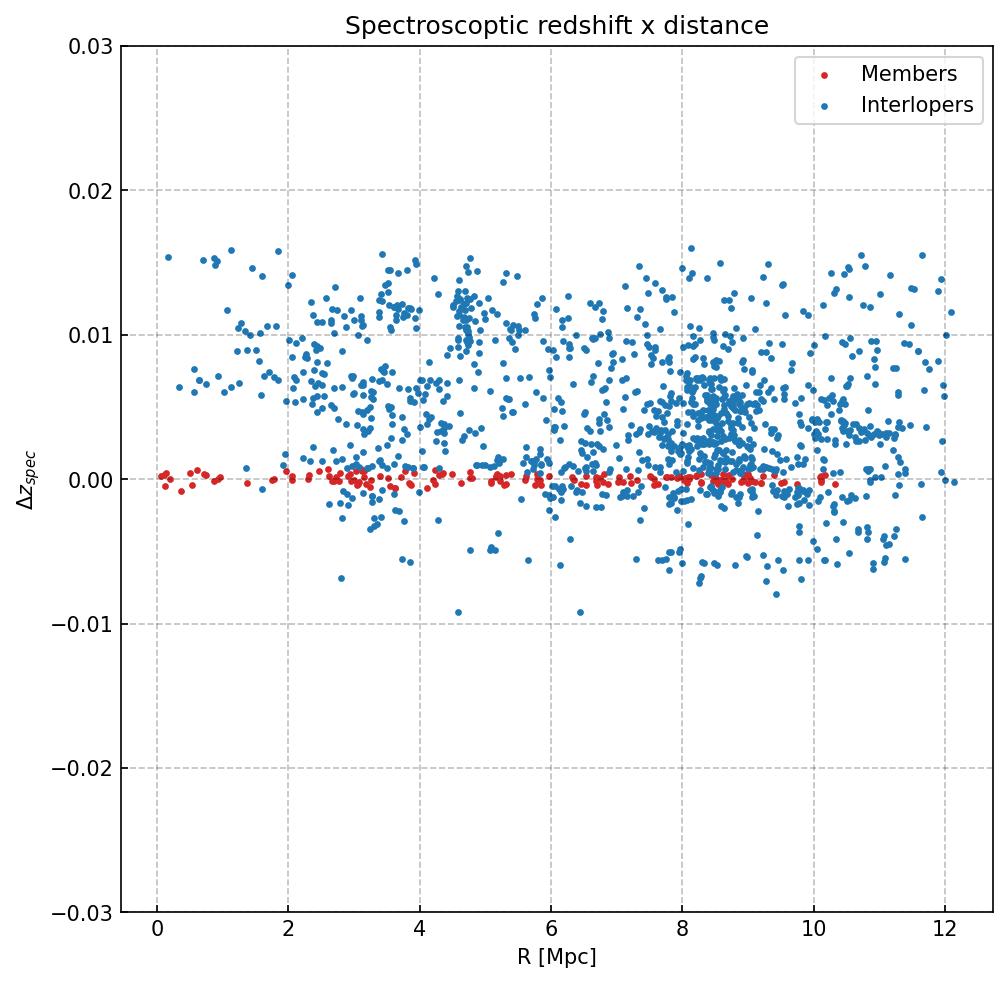 Spectroscoptic redshift x distance
Members
Interlopers
0.03
0.02
0.01
0.00
−0.01
−0.02
−0.03
Δz_spec
0 2 4 6 8 10 12
R [Mpc]